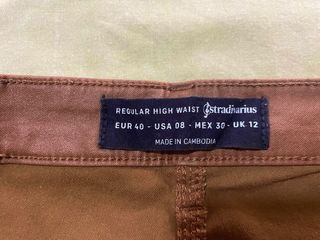 REGULAR HIGH WAIST Stradivarius
EUR 40 - USA 08 - MEX 30 - UK 12
MADE IN CAMBODIA